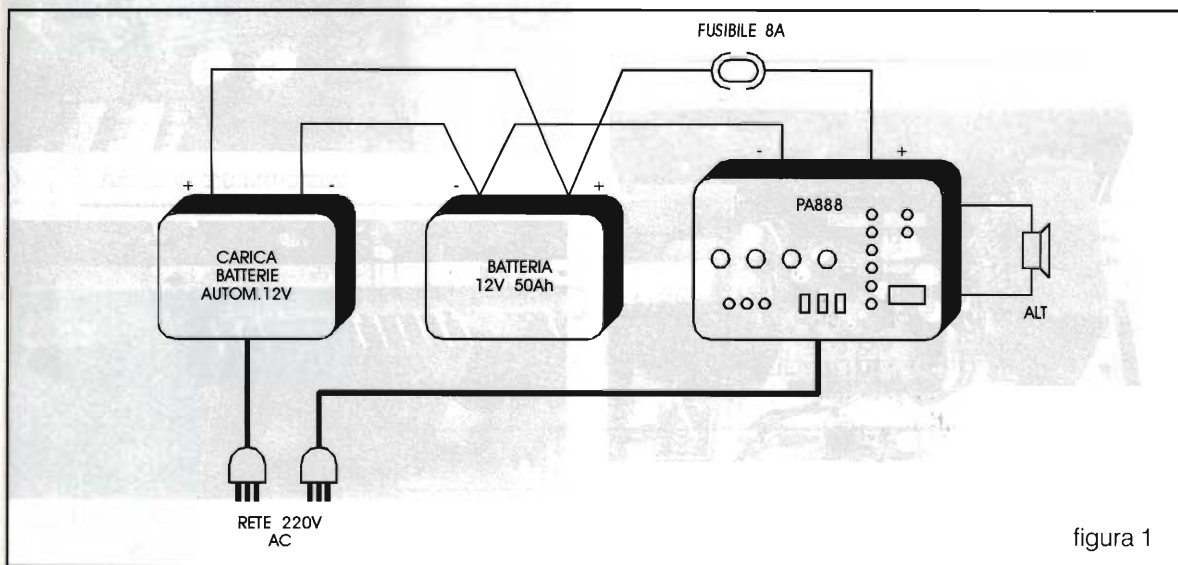 FUSIBILE 8A
+
-
-
+
-
+
CARICA
BATTERIE
AUTOM.12V
BATTERIA
12V 50Ah
PA888
ALT
RETE 220V
AC
figura 1